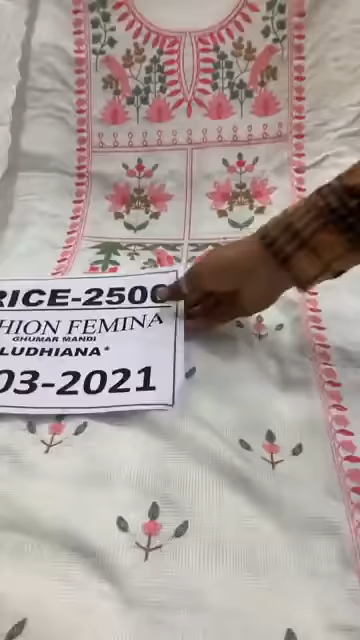 RICE-2500
HION FEMINA
GHUMAR MANDI
LUDHIANA*
03-2021